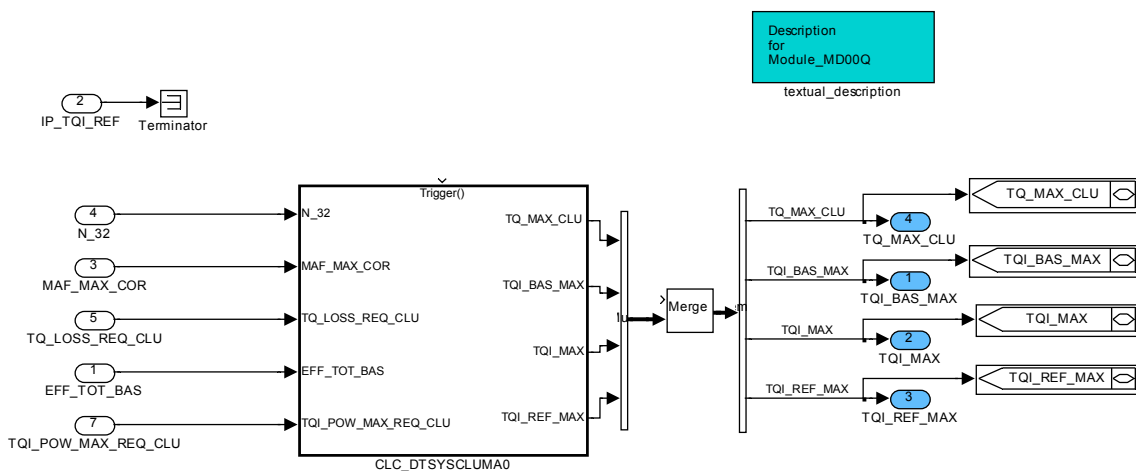 Description
for
Module_MD00Q
textual_description
2
IP_TQI_REF
Terminator
Trigger()
4
N_32
3
MAF_MAX_COR
5
TQ_LOSS_REQ_CLU
1
EFF_TOT_BAS
7
TQI_POW_MAX_REQ_CLU
N_32
MAF_MAX_COR
TQ_LOSS_REQ_CLU
EFF_TOT_BAS
TQI_POW_MAX_REQ_CLU
TQ_MAX_CLU
TQI_BAS_MAX
TQI_MAX
TQI_REF_MAX
CLC_DTSYSCLUMA0
Merge
TQ_MAX_CLU
TQI_BAS_MAX
TQI_MAX
TQI_REF_MAX
4
TQ_MAX_CLU
1
TQI_BAS_MAX
2
TQI_MAX
3
TQI_REF_MAX
TQ_MAX_CLU
TQI_BAS_MAX
TQI_MAX
TQI_REF_MAX